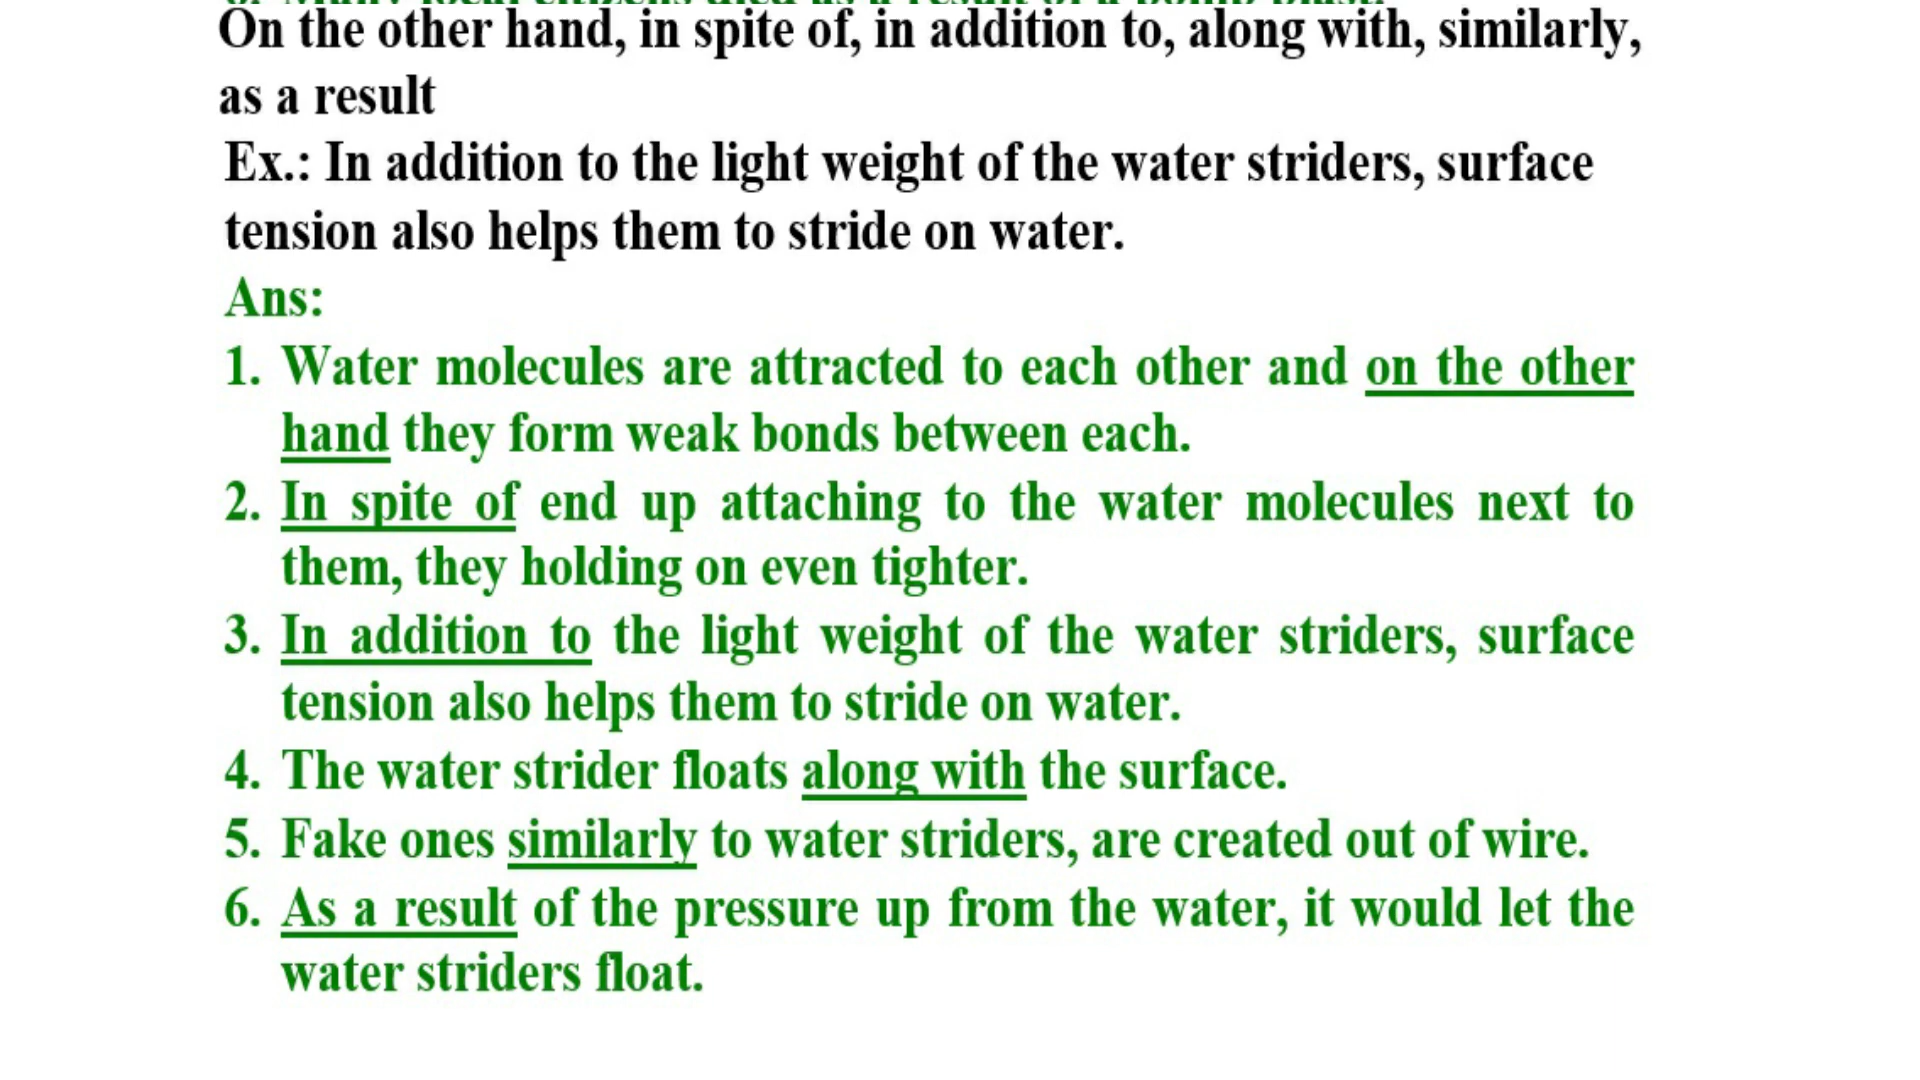 On the other hand, in spite of, in addition to, along with, similarly,
as a result
Ex.: In addition to the light weight of the water striders, surface
tension also helps them to stride on water.
Ans:
1. Water molecules are attracted to each other and on the other
hand they form weak bonds between each.
2. In spite of end up attaching to the water molecules next to
them, they holding on even tighter.
3. In addition to the light weight of the water striders, surface
tension also helps them to stride on water.
4. The water strider floats along with the surface.
5. Fake ones similarly to water striders, are created out of wire.
6. As a result of the pressure up from the water, it would let the
water striders float.